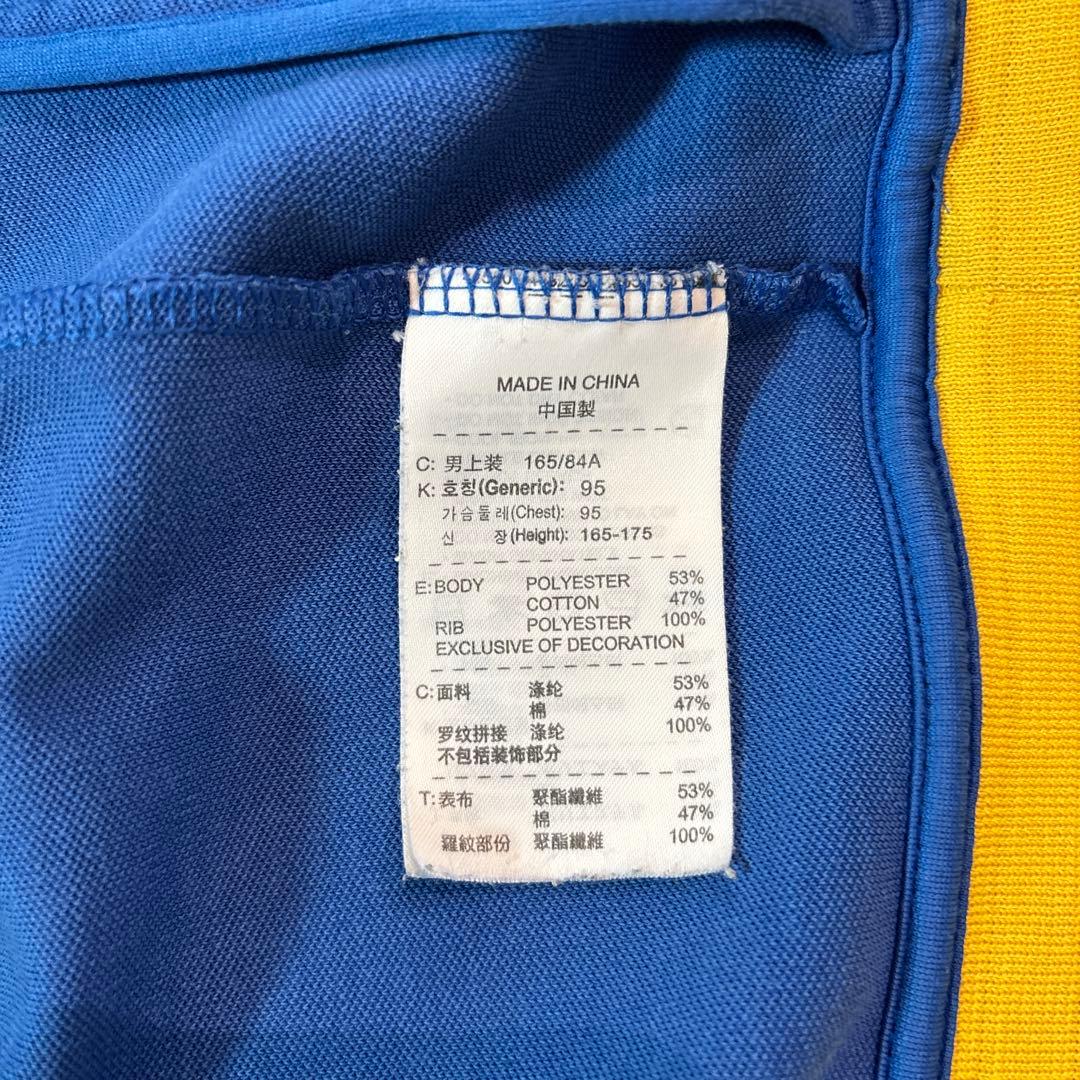 MADE IN CHINA
中国製
C: 男上装 165/84A
K: 호칭(Generic): 95
가슴둘레(Chest): 95
신 장(Height): 165-175
E: BODY POLYESTER 53%
COTTON 47%
RIB POLYESTER 100%
EXCLUSIVE OF DECORATION
C: 面料 涤纶 53%
棉 47%
罗纹拼接 涤纶 100%
不包括装饰部分
T: 表布 聚酯纖維 53%
棉 47%
羅紋部份 聚酯纖維 100%